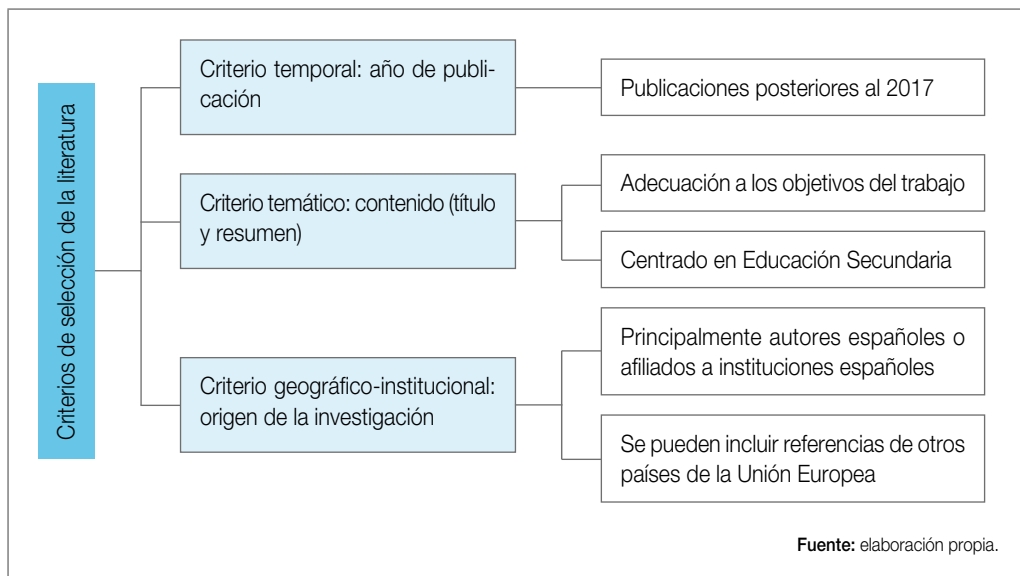 Criterios de selección de la literatura
Criterio temporal: año de publi-
cación
Publicaciones posteriores al 2017
Criterio temático: contenido (título
y resumen)
Adecuación a los objetivos del trabajo
Centrado en Educación Secundaria
Criterio geográfico-institucional:
origen de la investigación
Principalmente autores españoles o
afiliados a instituciones españoles
Se pueden incluir referencias de otros
países de la Unión Europea
Fuente: elaboración propia.